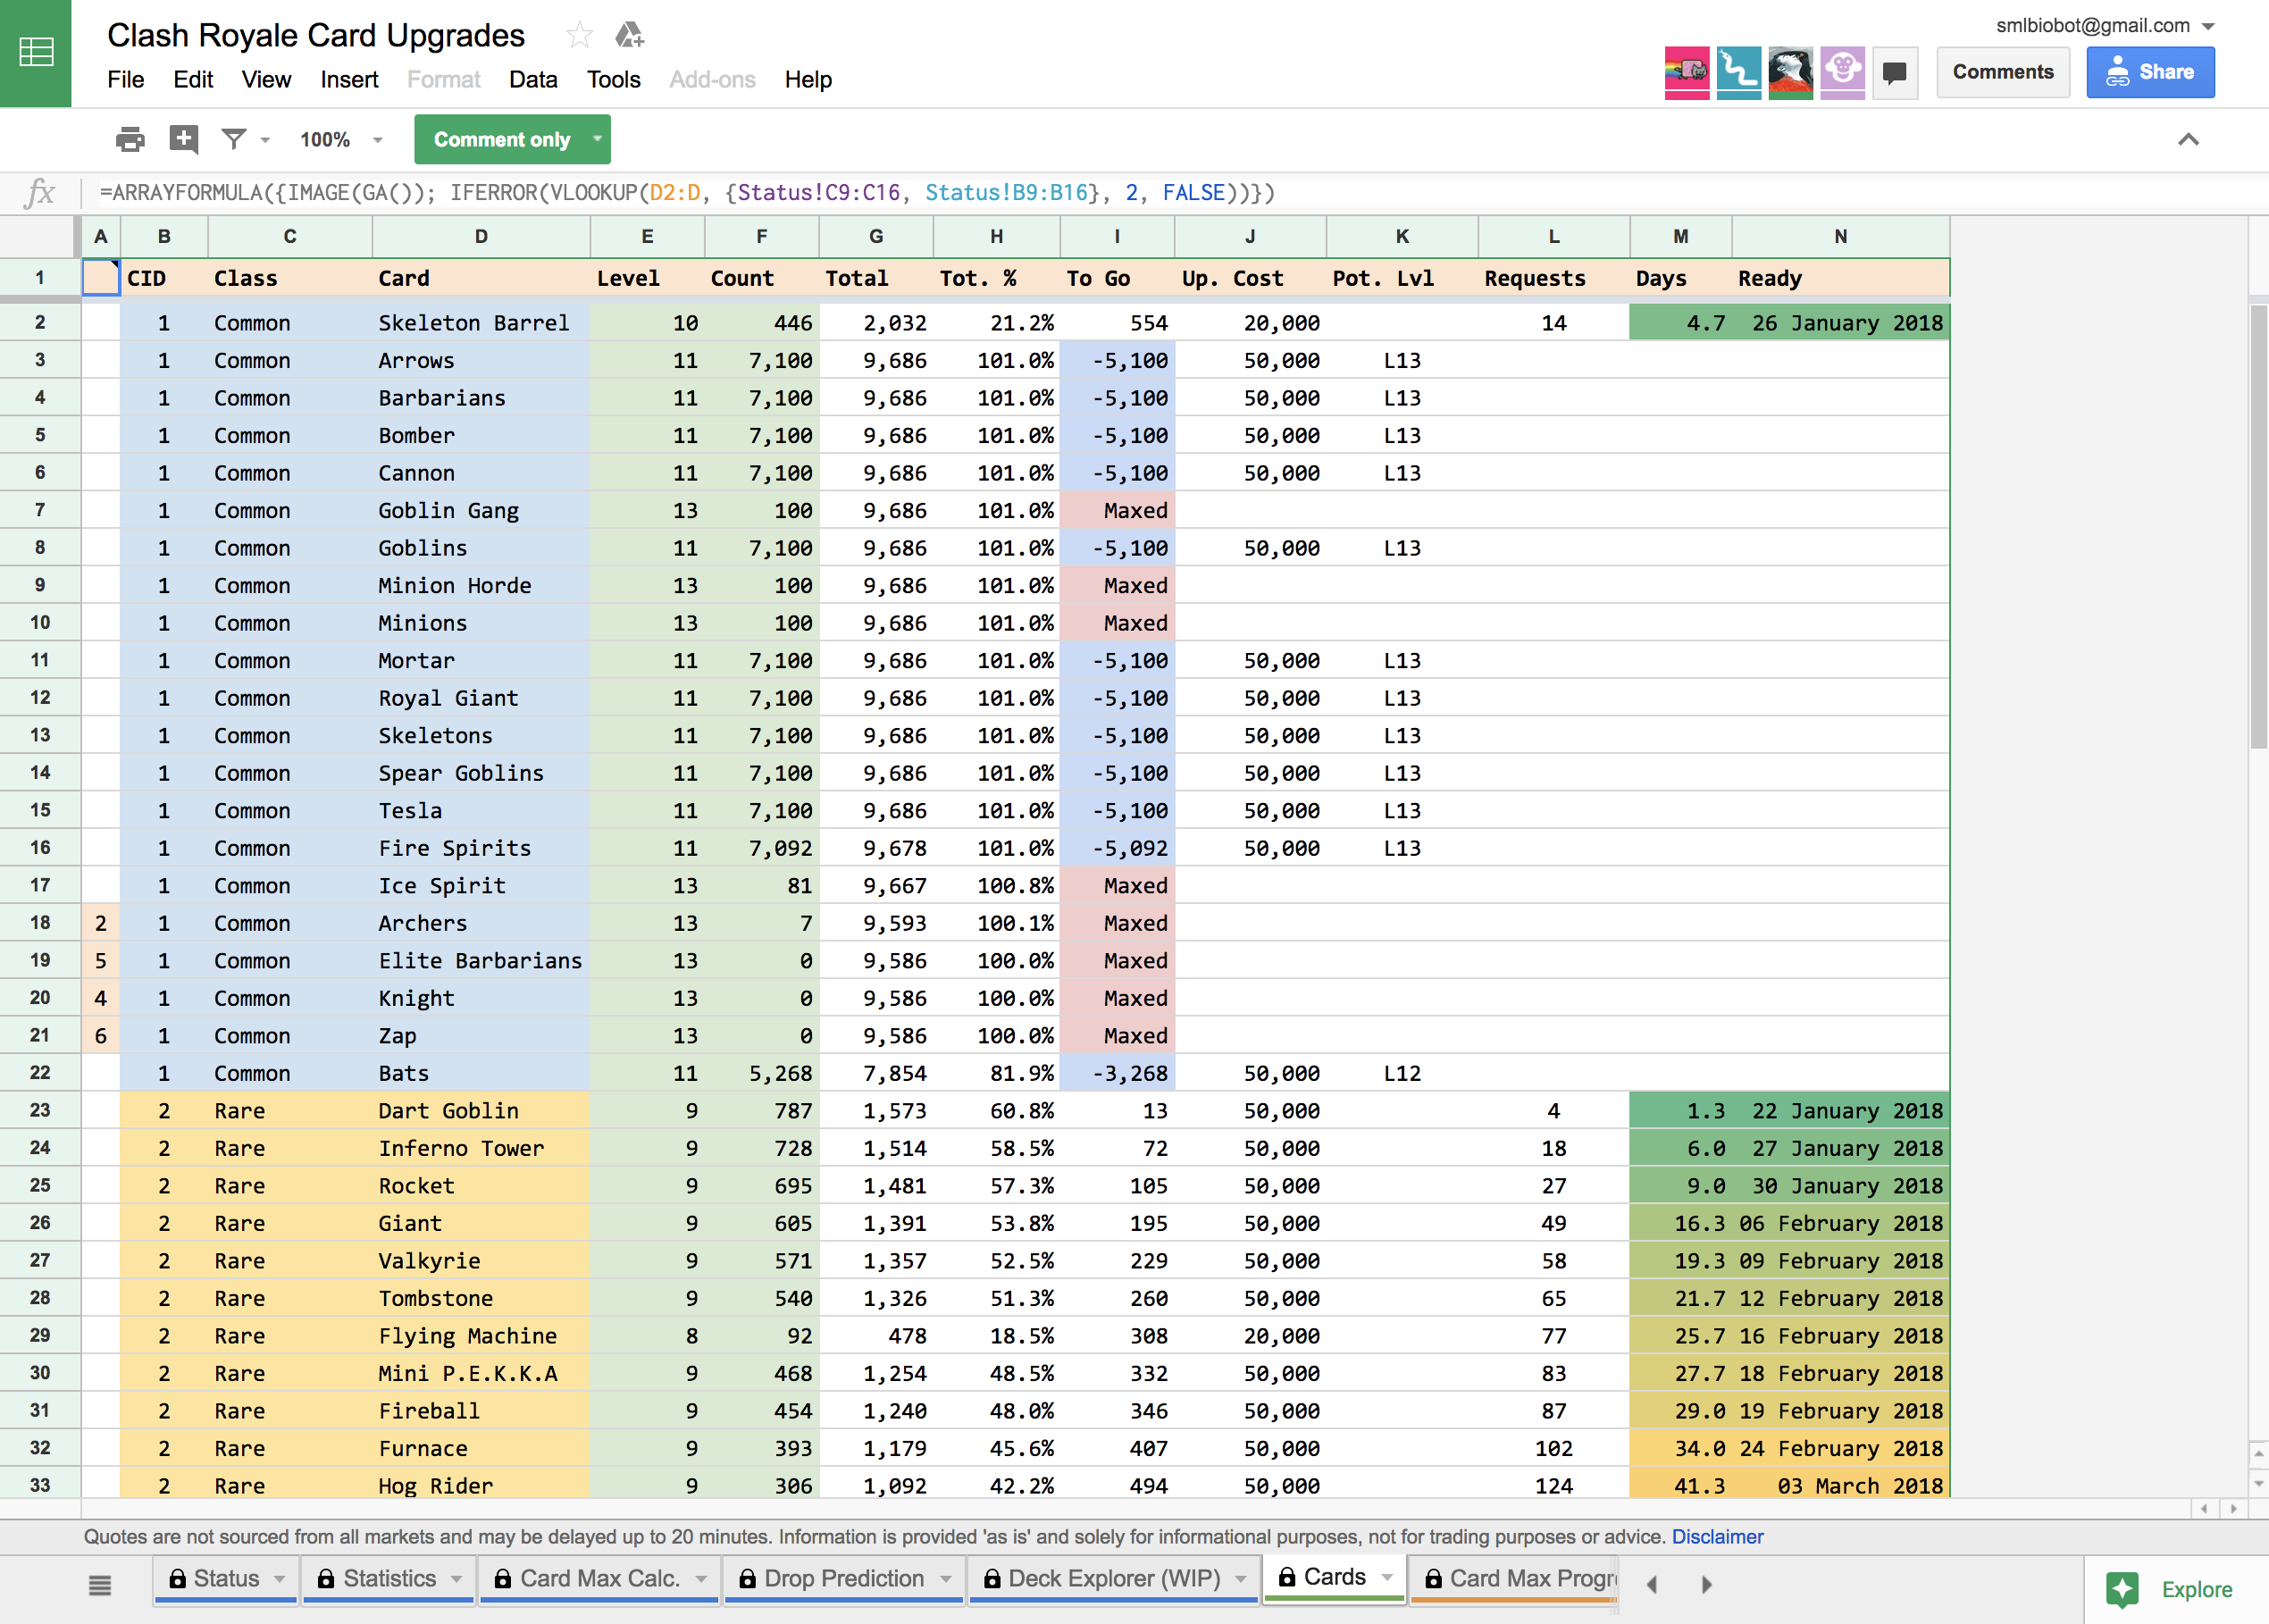 Clash Royale Card Upgrades
smlbiobot@gmail.com
File Edit View Insert Format Data Tools Add-ons Help
Comments Share
100% Comment only
fx =ARRAYFORMULA({IMAGE(GA()); IFERROR(VLOOKUP(D2:D, {Status!C9:C16, Status!B9:B16}, 2, FALSE))})
A B C D E F G H I J K L M N
1 CID Class Card Level Count Total Tot. % To Go Up. Cost Pot. Lvl Requests Days Ready
2 1 Common Skeleton Barrel 10 446 2,032 21.2% 554 20,000 14 4.7 26 January 2018
3 1 Common Arrows 11 7,100 9,686 101.0% -5,100 50,000 L13
4 1 Common Barbarians 11 7,100 9,686 101.0% -5,100 50,000 L13
5 1 Common Bomber 11 7,100 9,686 101.0% -5,100 50,000 L13
6 1 Common Cannon 11 7,100 9,686 101.0% -5,100 50,000 L13
7 1 Common Goblin Gang 13 100 9,686 101.0% Maxed
8 1 Common Goblins 11 7,100 9,686 101.0% -5,100 50,000 L13
9 1 Common Minion Horde 13 100 9,686 101.0% Maxed
10 1 Common Minions 13 100 9,686 101.0% Maxed
11 1 Common Mortar 11 7,100 9,686 101.0% -5,100 50,000 L13
12 1 Common Royal Giant 11 7,100 9,686 101.0% -5,100 50,000 L13
13 1 Common Skeletons 11 7,100 9,686 101.0% -5,100 50,000 L13
14 1 Common Spear Goblins 11 7,100 9,686 101.0% -5,100 50,000 L13
15 1 Common Tesla 11 7,100 9,686 101.0% -5,100 50,000 L13
16 1 Common Fire Spirits 11 7,092 9,678 101.0% -5,092 50,000 L13
17 1 Common Ice Spirit 13 81 9,667 100.8% Maxed
18 2 1 Common Archers 13 7 9,593 100.1% Maxed
19 5 1 Common Elite Barbarians 13 0 9,586 100.0% Maxed
20 4 1 Common Knight 13 0 9,586 100.0% Maxed
21 6 1 Common Zap 13 0 9,586 100.0% Maxed
22 1 Common Bats 11 5,268 7,854 81.9% -3,268 50,000 L12
23 2 Rare Dart Goblin 9 787 1,573 60.8% 13 50,000 4 1.3 22 January 2018
24 2 Rare Inferno Tower 9 728 1,514 58.5% 72 50,000 18 6.0 27 January 2018
25 2 Rare Rocket 9 695 1,481 57.3% 105 50,000 27 9.0 30 January 2018
26 2 Rare Giant 9 605 1,391 53.8% 195 50,000 49 16.3 06 February 2018
27 2 Rare Valkyrie 9 571 1,357 52.5% 229 50,000 58 19.3 09 February 2018
28 2 Rare Tombstone 9 540 1,326 51.3% 260 50,000 65 21.7 12 February 2018
29 2 Rare Flying Machine 8 92 478 18.5% 308 20,000 77 25.7 16 February 2018
30 2 Rare Mini P.E.K.K.A 9 468 1,254 48.5% 332 50,000 83 27.7 18 February 2018
31 2 Rare Fireball 9 454 1,240 48.0% 346 50,000 87 29.0 19 February 2018
32 2 Rare Furnace 9 393 1,179 45.6% 407 50,000 102 34.0 24 February 2018
33 2 Rare Hog Rider 9 306 1,092 42.2% 494 50,000 124 41.3 03 March 2018
Quotes are not sourced from all markets and may be delayed up to 20 minutes. Information is provided 'as is' and solely for informational purposes, not for trading purposes or advice. Disclaimer
Status Statistics Card Max Calc. Drop Prediction Deck Explorer (WIP) Cards Card Max Progr Explore